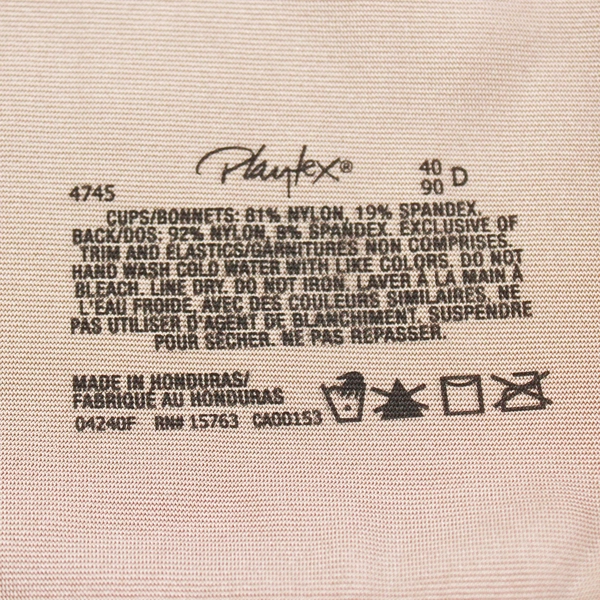 Playtex®
4745
40
90 D
CUPS/BONNETS: 81% NYLON, 19% SPANDEX.
BACK/DOS: 92% NYLON, 8% SPANDEX. EXCLUSIVE OF
TRIM AND ELASTICS/GARNITURES NON COMPRISES.
HAND WASH COLD WATER WITH LIKE COLORS. DO NOT
BLEACH. LINE DRY. DO NOT IRON. LAVER À LA MAIN À
L'EAU FROIDE, AVEC DES COULEURS SIMILAIRES. NE
PAS UTILISER D'AGENT DE BLANCHIMENT. SUSPENDRE
POUR SÉCHER. NE PAS REPASSER.
MADE IN HONDURAS/
FABRIQUÉ AU HONDURAS
04240F RN# 15763 CA00153